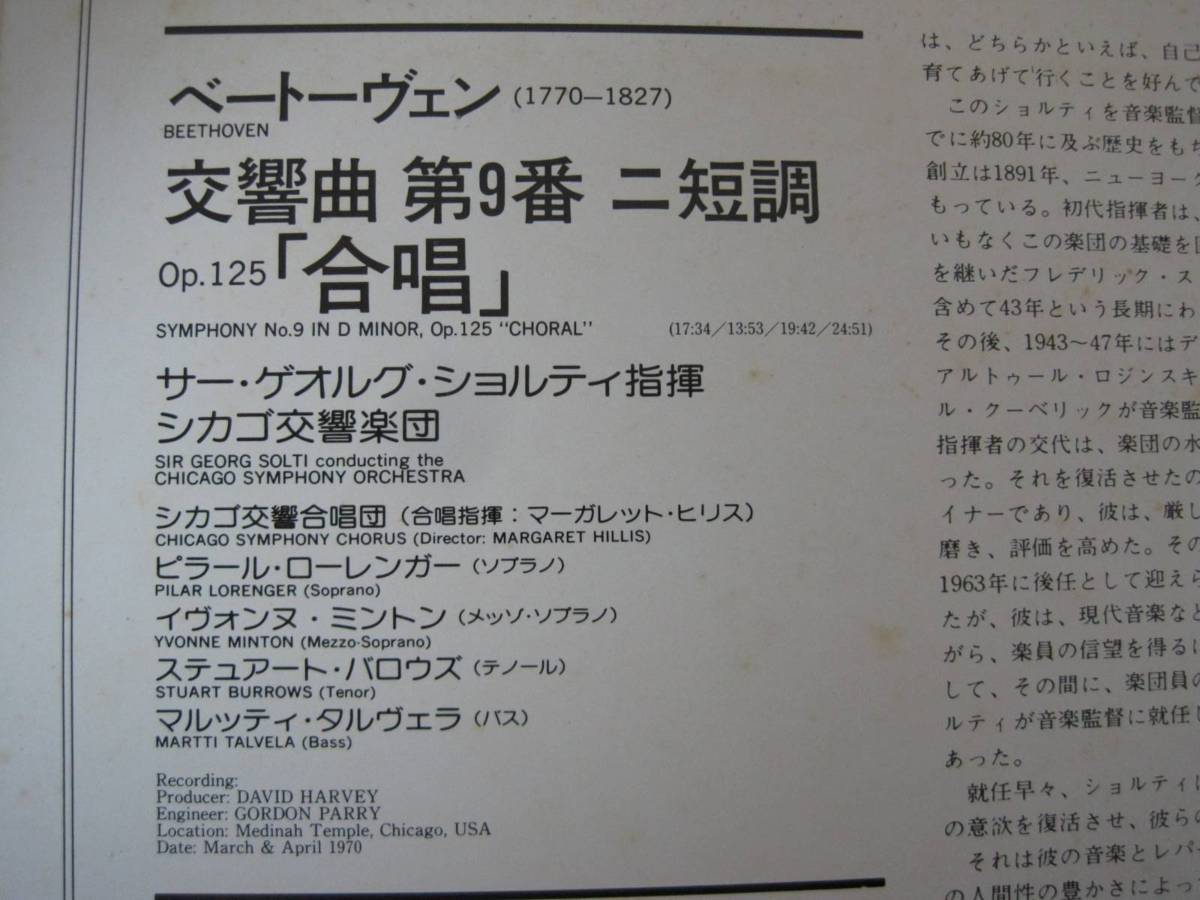 ベートーヴェン (1770—1827)
BEETHOVEN
交響曲 第9番 ニ短調
Op.125「合唱」
SYMPHONY No.9 IN D MINOR, Op.125 "CHORAL" (17:34／13:53／19:42／24:51)
サー・ゲオルグ・ショルティ指揮
シカゴ交響楽団
SIR GEORG SOLTI conducting the
CHICAGO SYMPHONY ORCHESTRA
シカゴ交響合唱団 (合唱指揮：マーガレット・ヒリス)
CHICAGO SYMPHONY CHORUS (Director: MARGARET HILLIS)
ピラール・ローレンガー (ソプラノ)
PILAR LORENGER (Soprano)
イヴォンヌ・ミントン (メッゾ・ソプラノ)
YVONNE MINTON (Mezzo-Soprano)
ステュアート・バロウズ (テノール)
STUART BURROWS (Tenor)
マルッティ・タルヴェラ (バス)
MARTTI TALVELA (Bass)
Recording:
Producer: DAVID HARVEY
Engineer: GORDON PARRY
Location: Medinah Temple, Chicago, USA
Date: March & April 1970
は、どちらかといえば、自己
育てあげて行くことを好んで
このショルティを音楽監督
でに約80年に及ぶ歴史をもち
創立は1891年、ニューヨーク
もっている。初代指揮者は、
いもなくこの楽団の基礎を
を継いだフレデリック・ス
含めて43年という長期にわ
その後、1943〜47年にはデ
アルトゥール・ロジンスキ
ル・クーベリックが音楽監
指揮者の交代は、楽団の水
った。それを復活させたの
イナーであり、彼は、厳し
磨き、評価を高めた。その
1963年に後任として迎えら
たが、彼は、現代音楽など
がら、楽員の信望を得るに
して、その間に、楽団員の
ルティが音楽監督に就任し
あった。
就任早々、ショルティに
の意欲を復活させ、彼らの
それは彼の音楽とレパー
の人間性の豊かさによっ